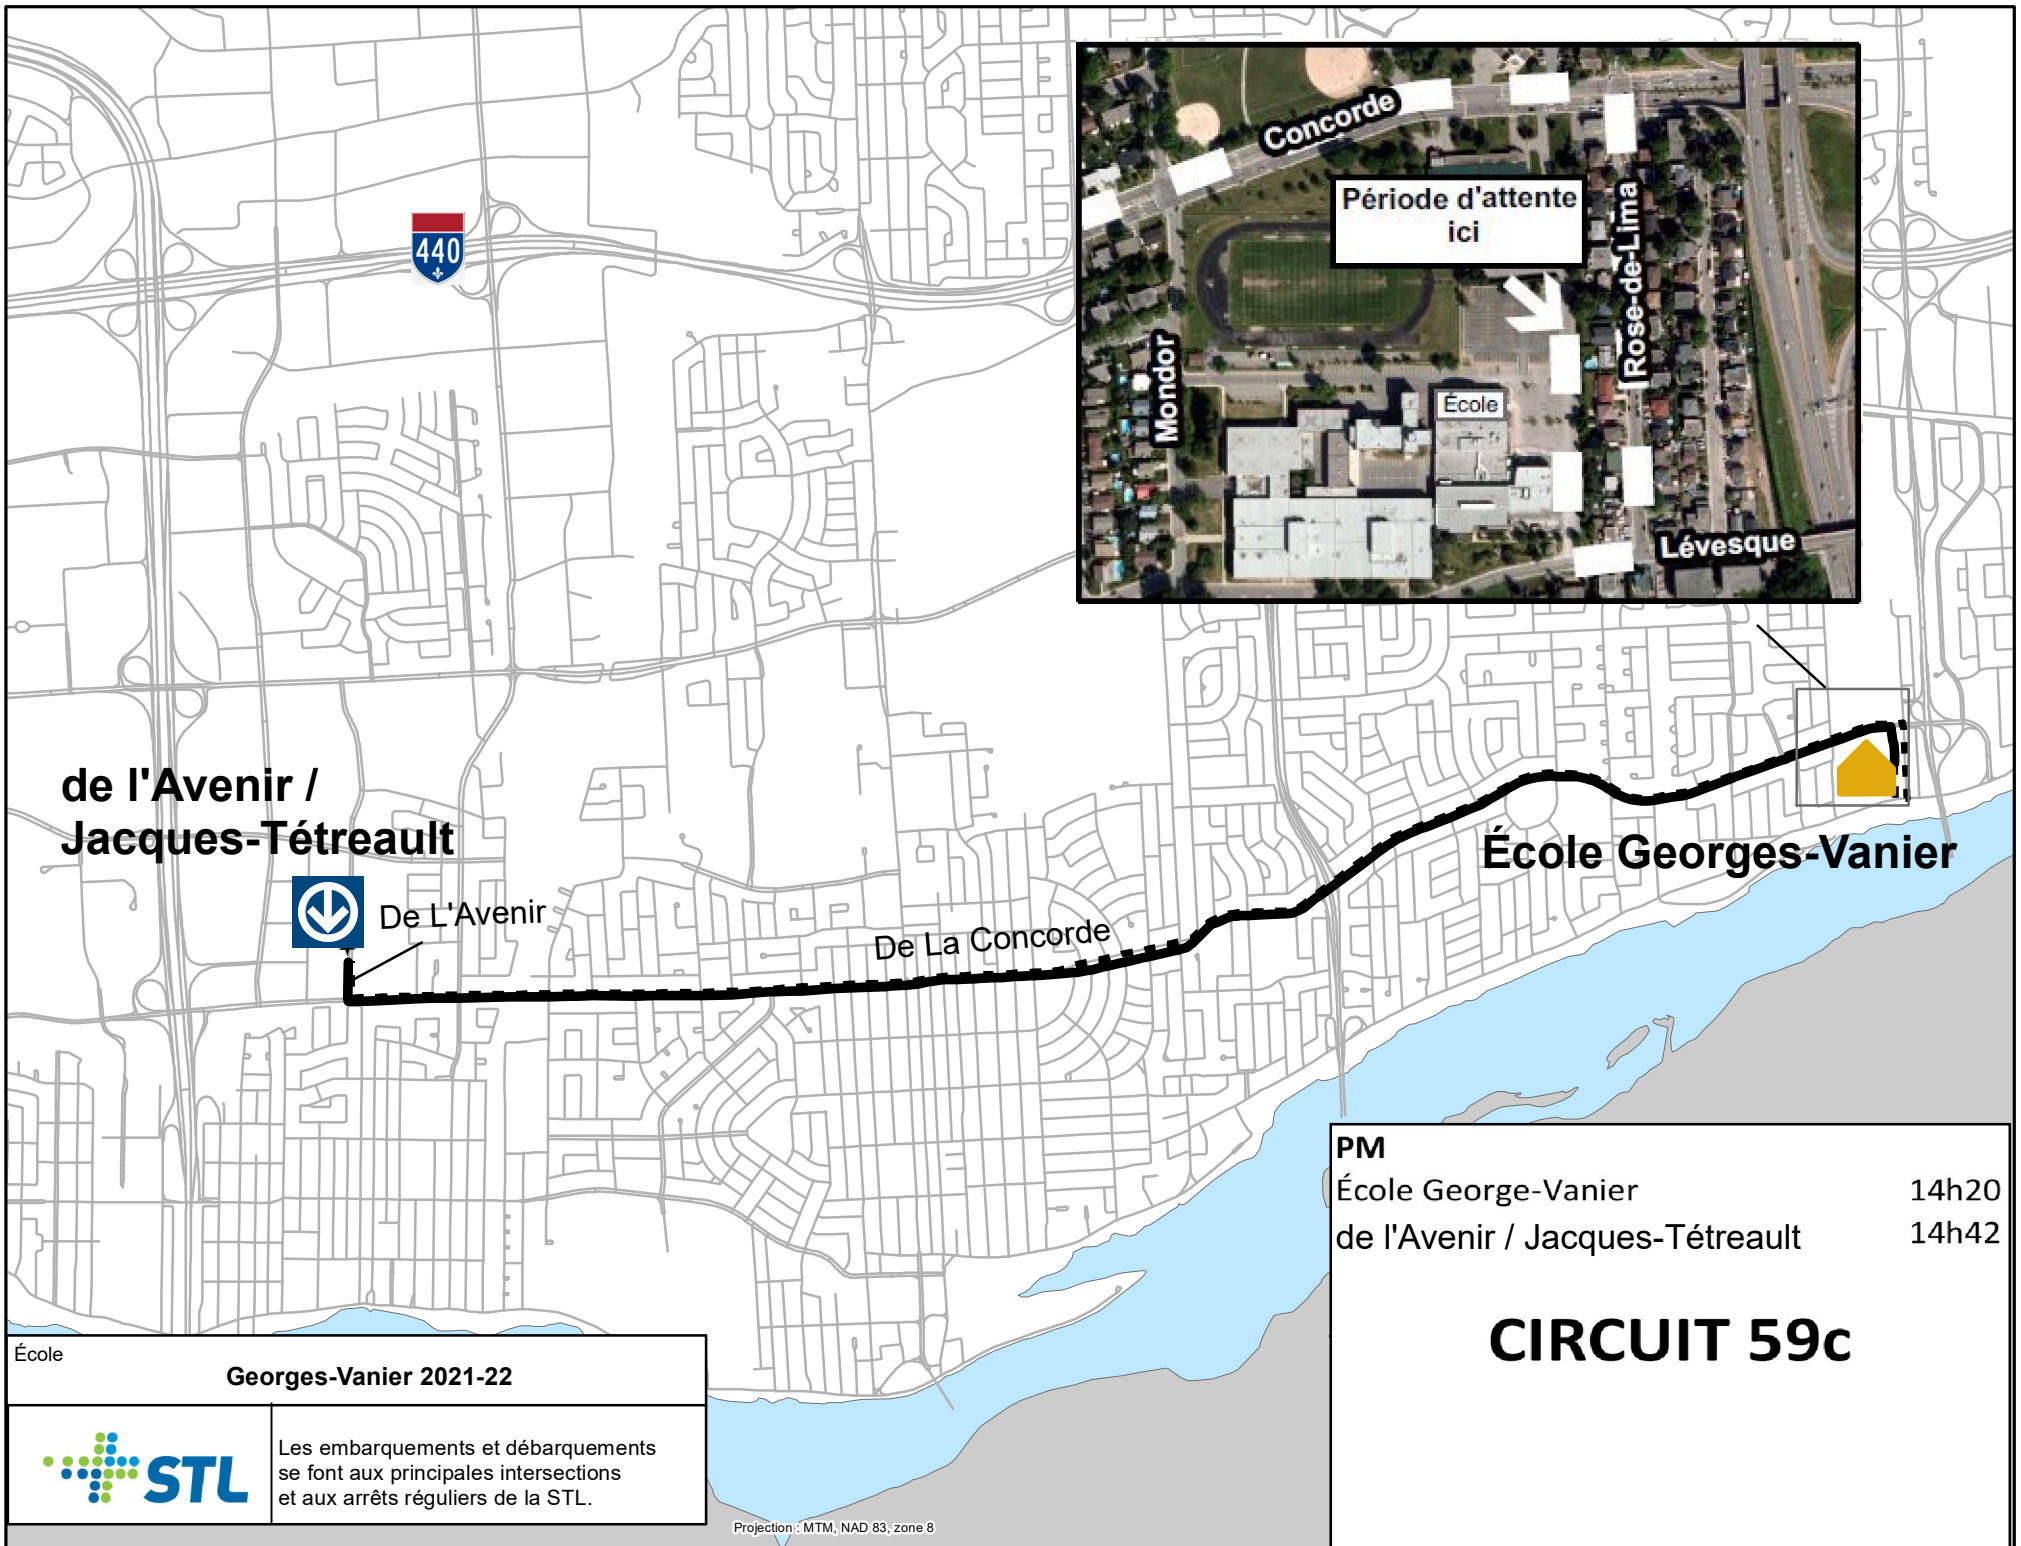 Concorde
Période d'attente
ici
Rose-de-Lima
Mondor
École
Lévesque
440
de l'Avenir /
Jacques-Tétreault
De L'Avenir
De La Concorde
École Georges-Vanier
PM
École George-Vanier 14h20
de l'Avenir / Jacques-Tétreault 14h42
CIRCUIT 59c
École
Georges-Vanier 2021-22
STL
Les embarquements et débarquements
se font aux principales intersections
et aux arrêts réguliers de la STL.
Projection : MTM, NAD 83, zone 8